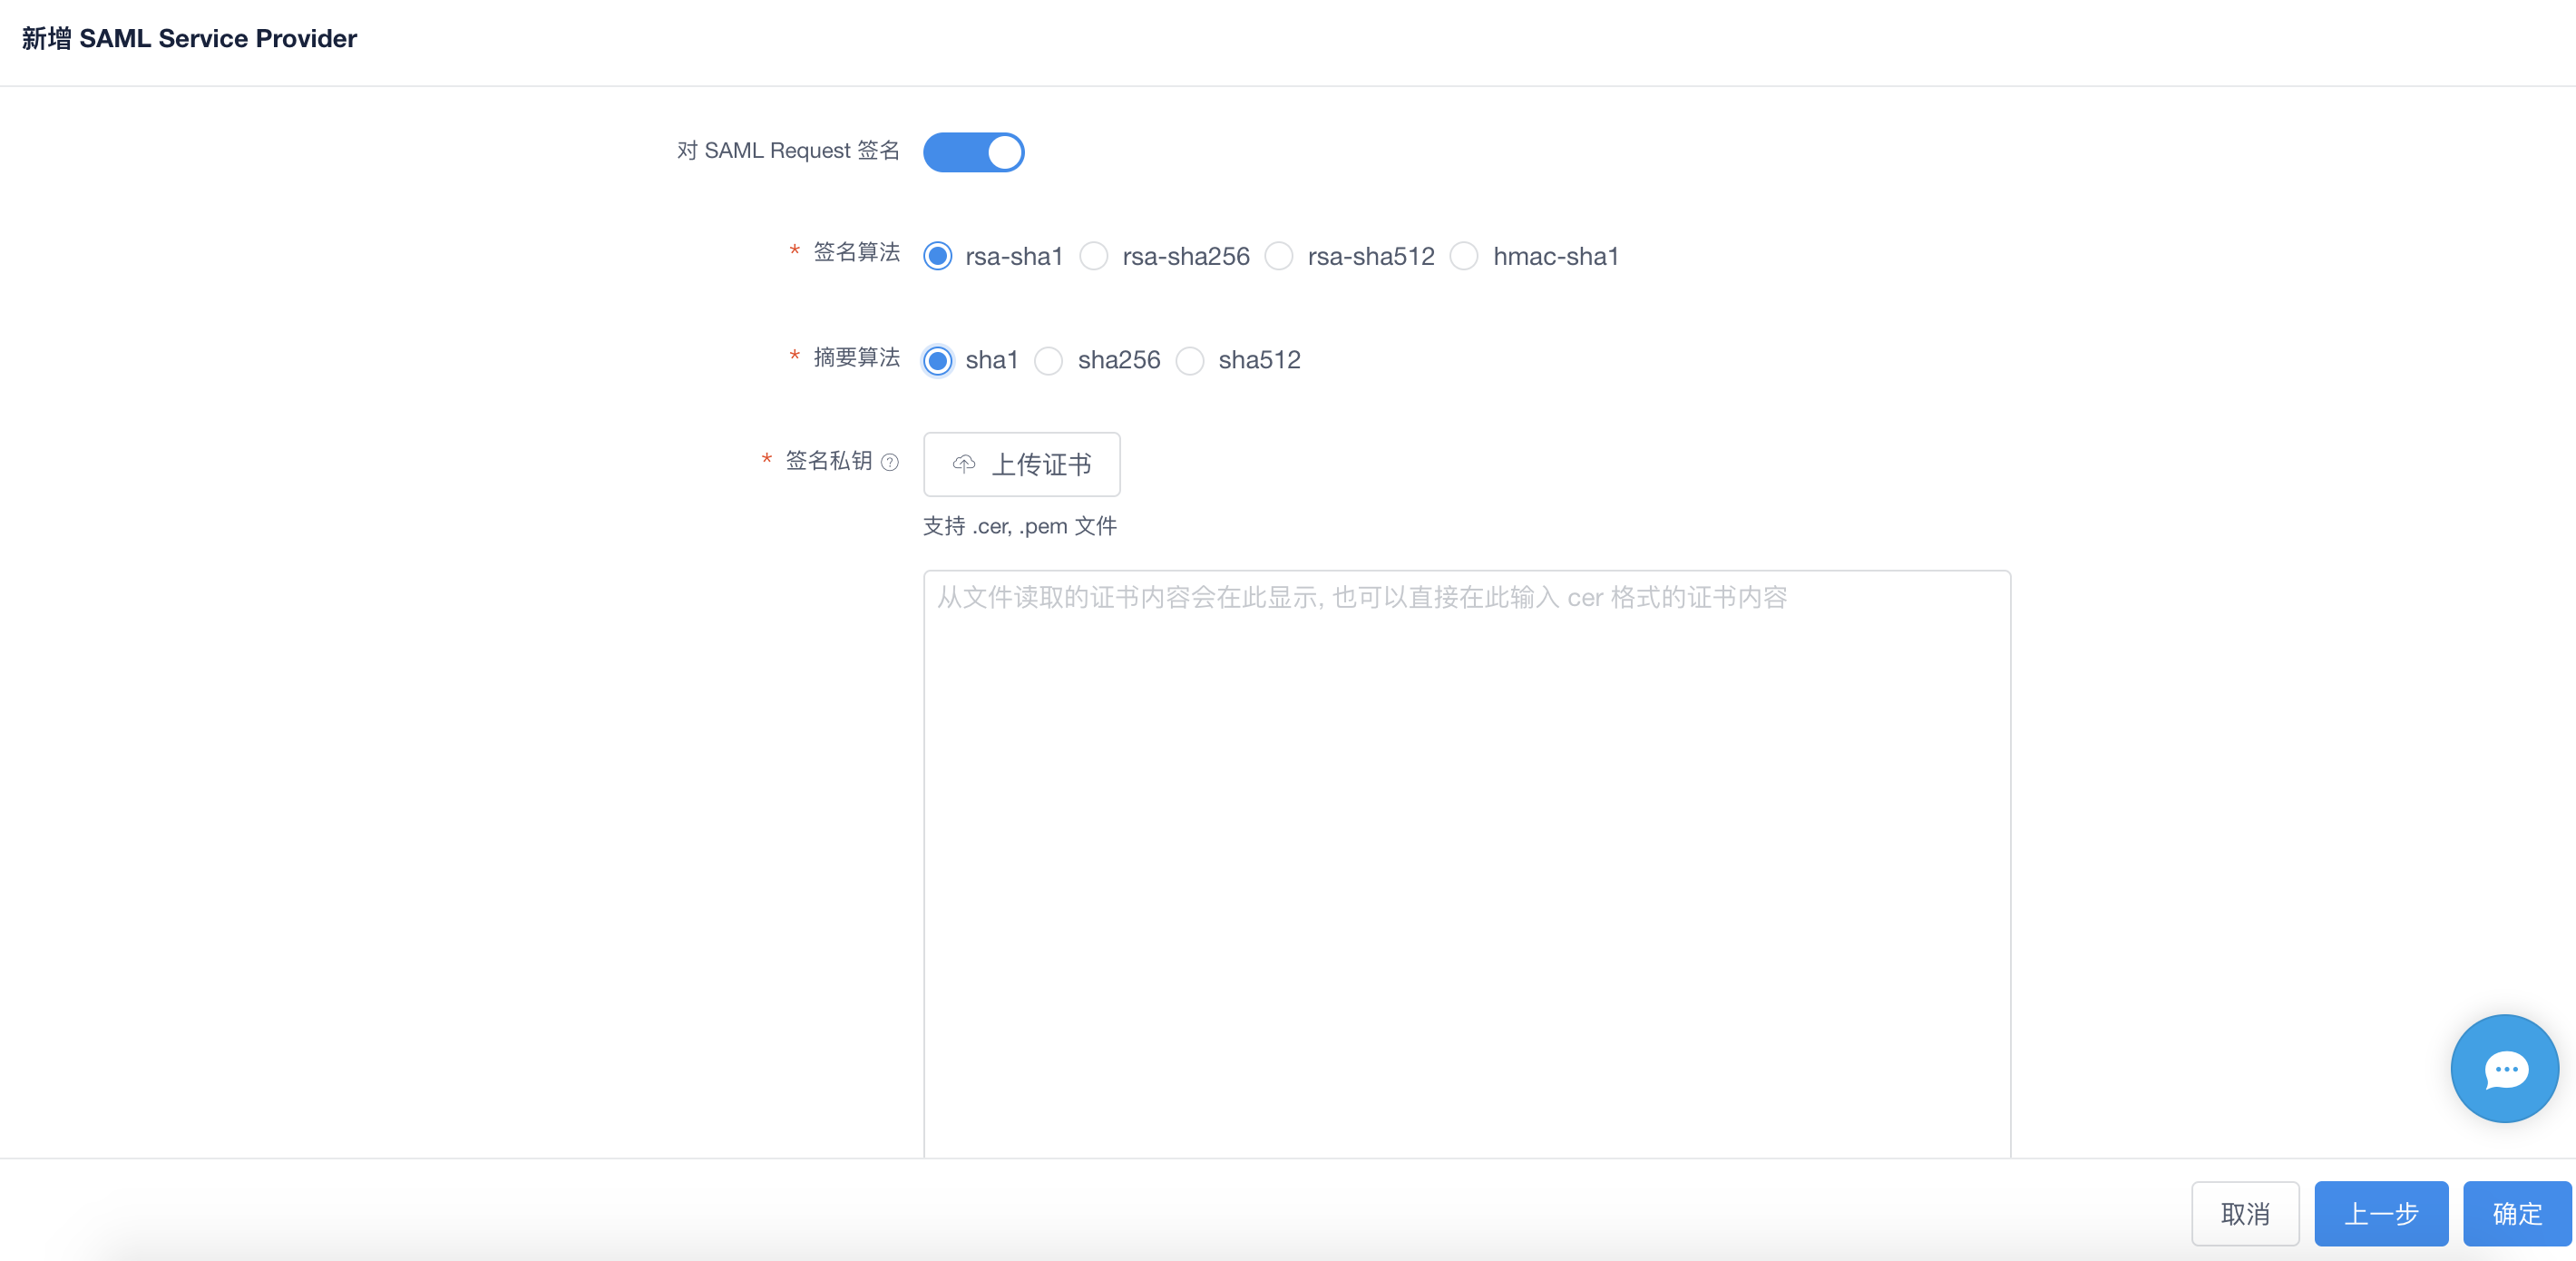 新增 SAML Service Provider
对 SAML Request 签名
* 签名算法 rsa-sha1 rsa-sha256 rsa-sha512 hmac-sha1
* 摘要算法 sha1 sha256 sha512
* 签名私钥 ? 上传证书
支持 .cer, .pem 文件
从文件读取的证书内容会在此显示, 也可以直接在此输入 cer 格式的证书内容
取消 上一步 确定